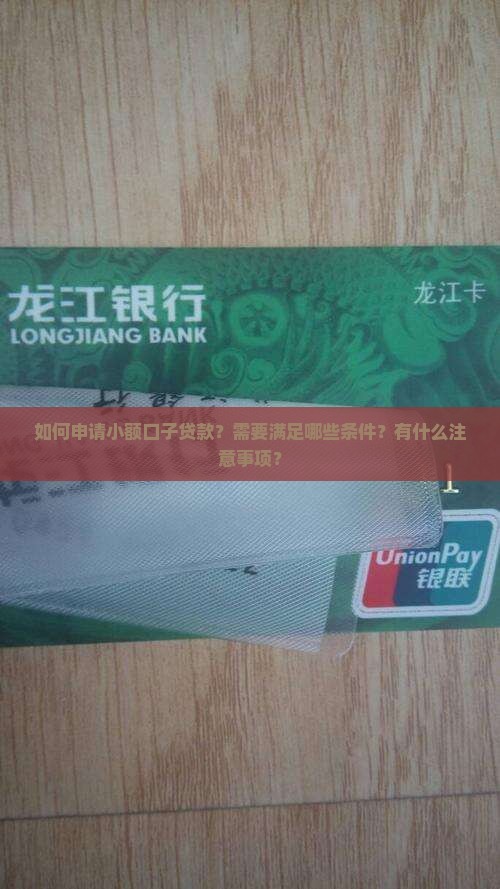 龙江银行
龙江卡
LONGJIANG BANK
如何申请小额口子贷款？需要满足哪些条件？有什么注
意事项？
UnionPay
银联